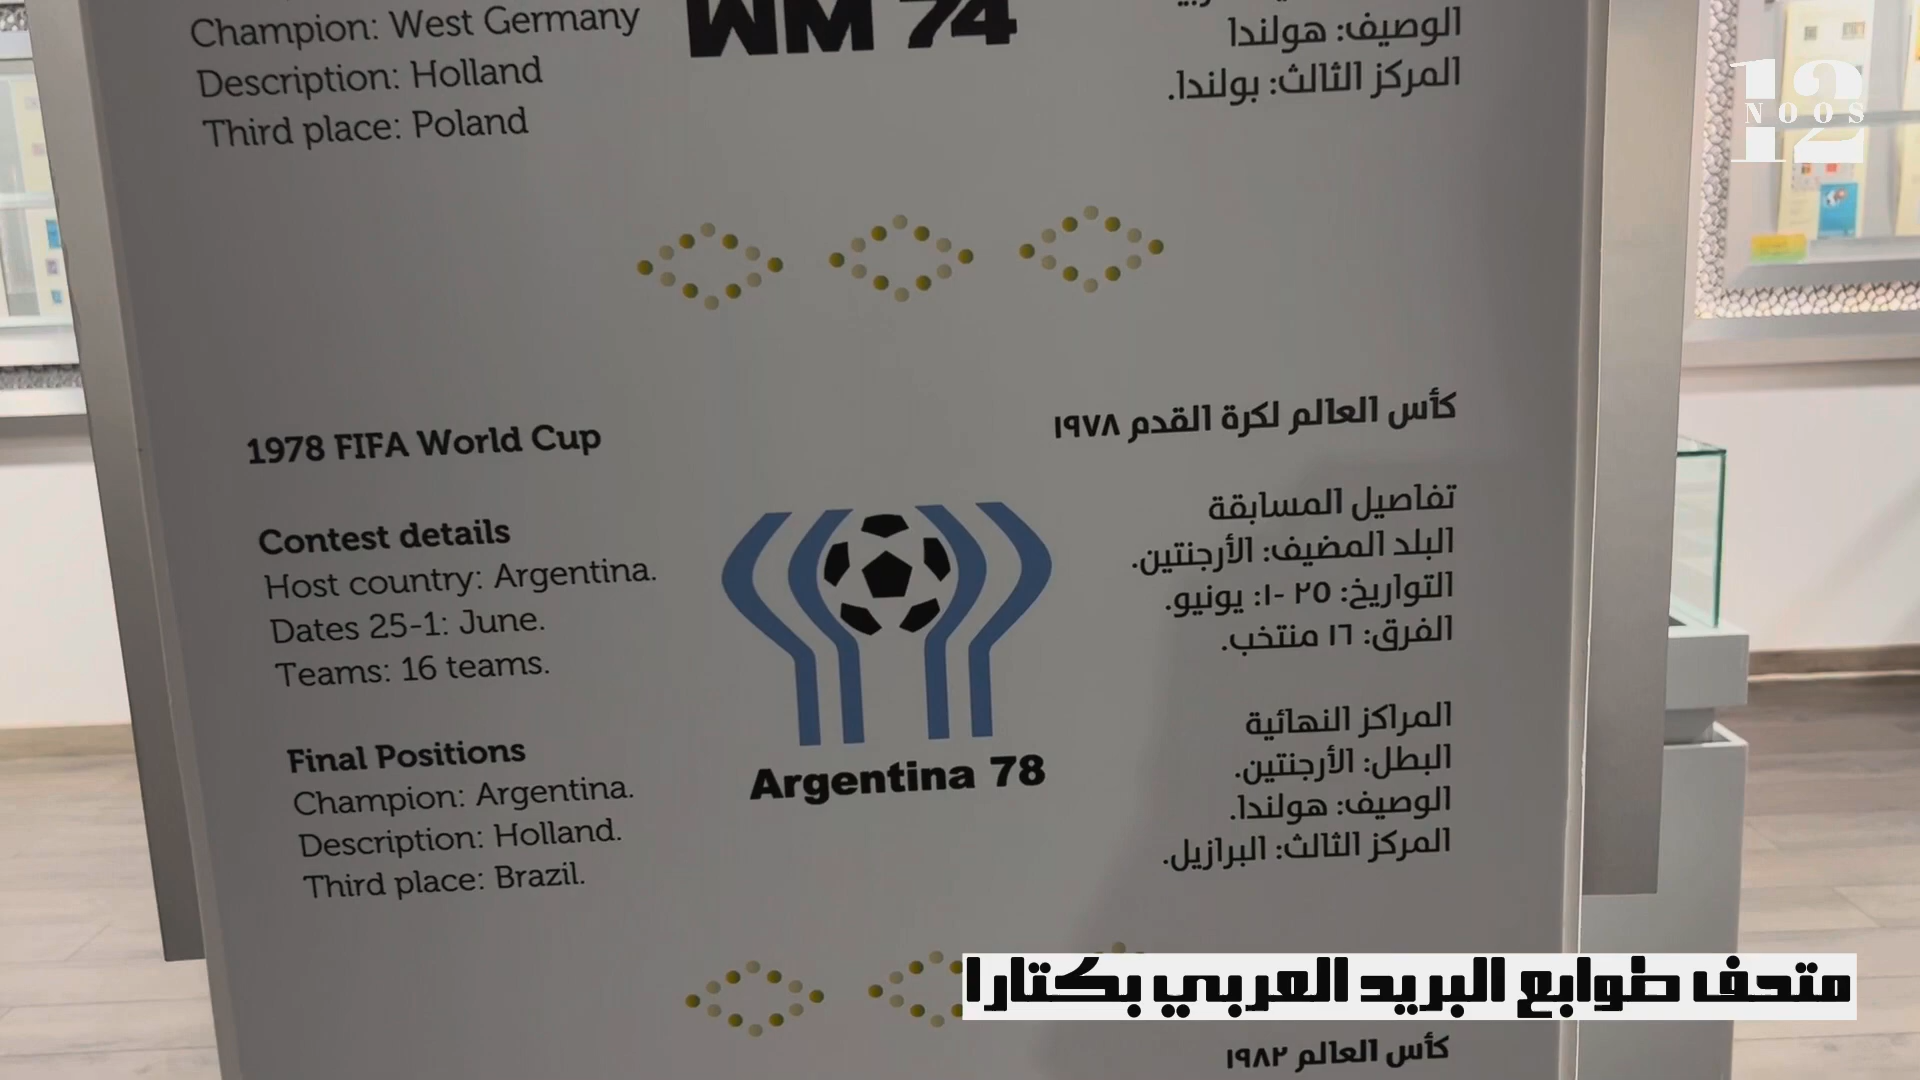 Champion: West Germany
Description: Holland
Third place: Poland
WM 74
الوصيف: هولندا
المركز الثالث: بولندا.
12
NOOS
1978 FIFA World Cup
Contest details
Host country: Argentina.
Dates 25-1: June.
Teams: 16 teams.
Final Positions
Champion: Argentina.
Description: Holland.
Third place: Brazil.
Argentina 78
كأس العالم لكرة القدم ١٩٧٨
تفاصيل المسابقة
البلد المضيف: الأرجنتين.
التواريخ: ٢٥ -١: يونيو.
الفرق: ١٦ منتخب.
المراكز النهائية
البطل: الأرجنتين.
الوصيف: هولندا.
المركز الثالث: البرازيل.
متحف طوابع البريد العربي بكتارا
كأس العالم ١٩٨٢